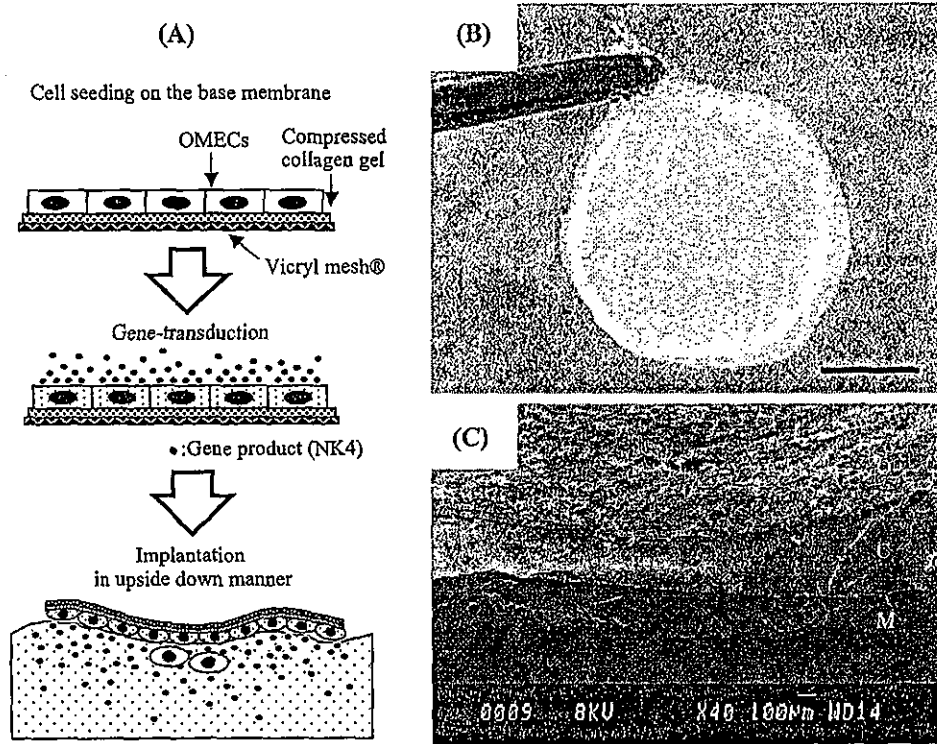 (A)
Cell seeding on the base membrane
OMECs
Compressed
collagen gel
Vicryl mesh®
Gene-transduction
•:Gene product (NK4)
Implantation
in upside down manner
(B)
(C)
C
M
0009 8KV X40 100µm WD14